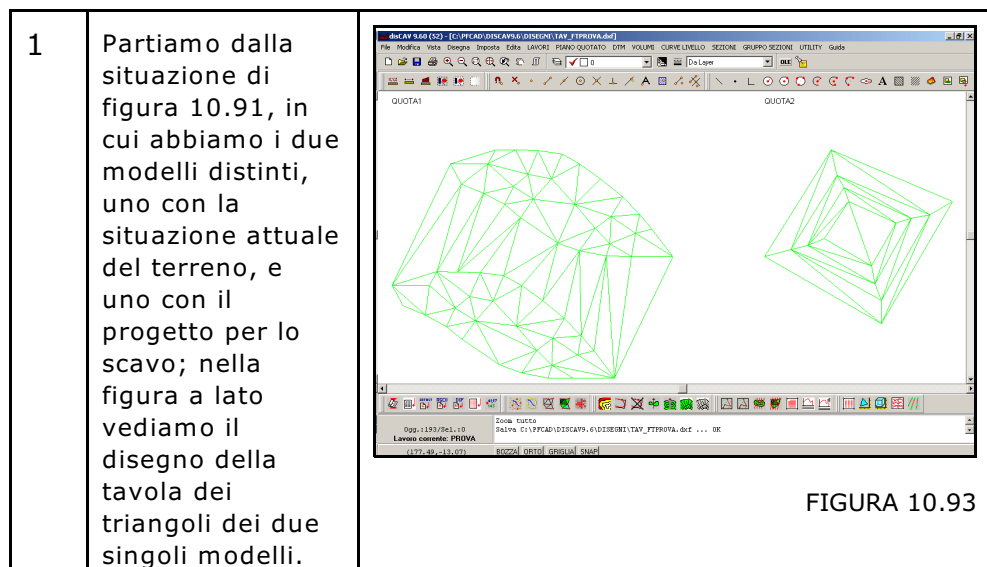 1
Partiamo dalla
situazione di
figura 10.91, in
cui abbiamo i due
modelli distinti,
uno con la
situazione attuale
del terreno, e
uno con il
progetto per lo
scavo; nella
figura a lato
vediamo il
disegno della
tavola dei
triangoli dei due
singoli modelli.
disCAV 9.60 (52) - [C:\PFCAD\DISCAV9.6\DISEGNI\TAV_FTPROVA.dxf]
File Modifica Vista Disegna Imposta Edita LAVORI PIANO QUOTATO DTM VOLUMI CURVE LIVELLO SEZIONI GRUPPO SEZIONI UTILITY Guida
0
Da Layer
OLE
QUOTA1
QUOTA2
Ogg.:193/Sel.:0
Lavoro corrente: PROVA
Zoom tutto
Salva C:\PFCAD\DISCAV9.6\DISEGNI\TAV_FTPROVA.dxf ... OK
(177.49,-13.07)
BOZZA ORTO GRIGLIA SNAP
FIGURA 10.93